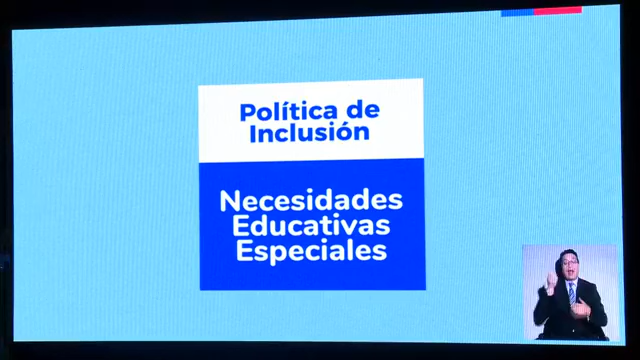 Política de
Inclusión
Necesidades
Educativas
Especiales